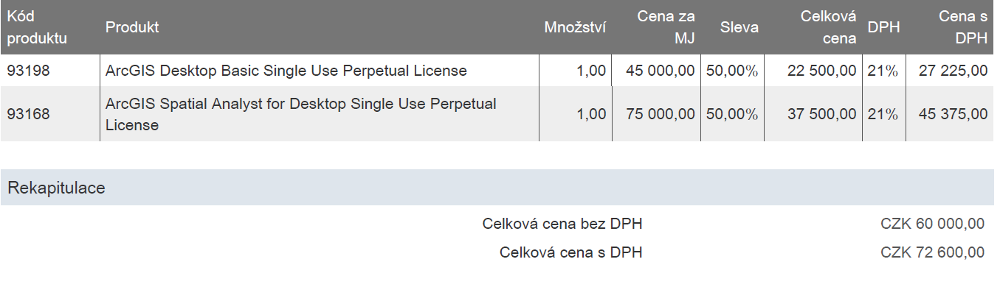 Kód produktu Produkt Množství Cena za MJ Sleva Celková cena DPH Cena s DPH
93198 ArcGIS Desktop Basic Single Use Perpetual License 1,00 45 000,00 50,00% 22 500,00 21% 27 225,00
93168 ArcGIS Spatial Analyst for Desktop Single Use Perpetual License 1,00 75 000,00 50,00% 37 500,00 21% 45 375,00
Rekapitulace
Celková cena bez DPH CZK 60 000,00
Celková cena s DPH CZK 72 600,00